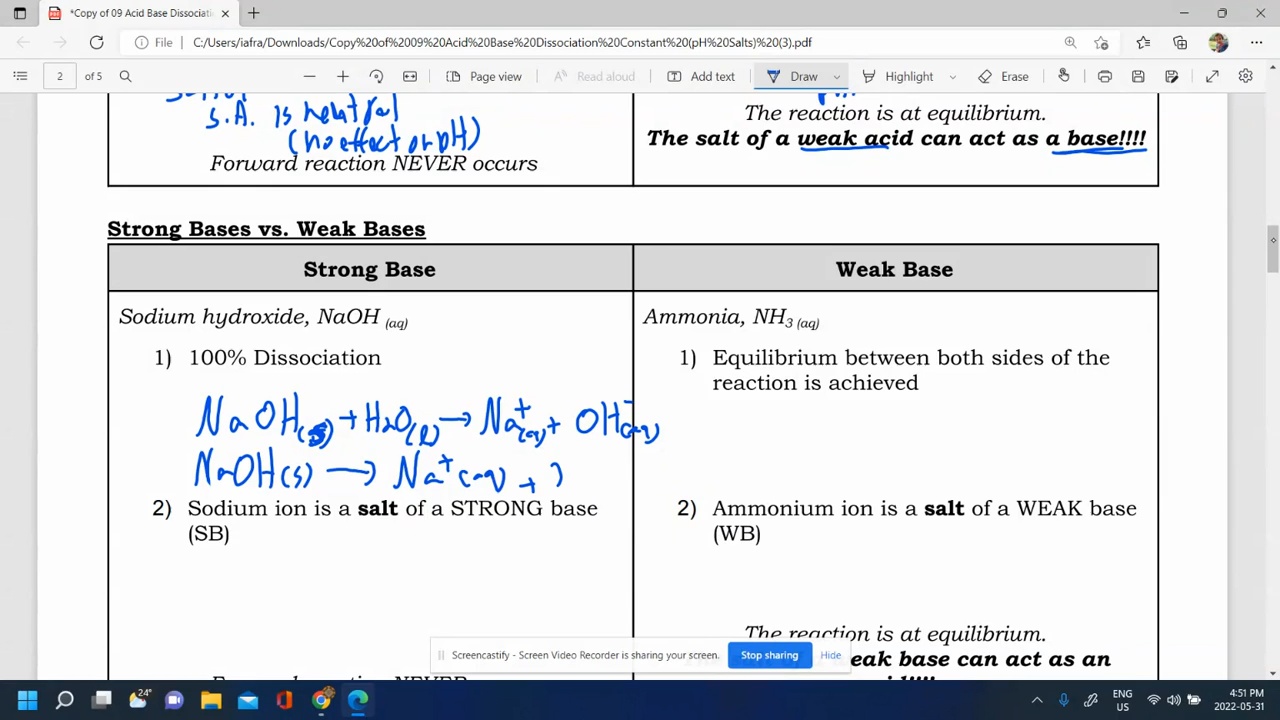 *Copy of 09 Acid Base Dissociati
File
C:/Users/iafra/Downloads/Copy%20of%2009%20Acid%20Base%20Dissociation%20Constant%20(pH%20Salts)%20(3).pdf
2 of 5
Page view
Read aloud
Add text
Draw
Highlight
Erase
S.A. is neutral
(no effect on pH)
Forward reaction NEVER occurs
The reaction is at equilibrium.
The salt of a weak acid can act as a base!!!!
Strong Bases vs. Weak Bases
Strong Base
Weak Base
Sodium hydroxide, NaOH (aq)
1) 100% Dissociation
NaOH(s) + H2O(l) → Na+(aq) + OH-(aq)
NaOH(s) → Na+(aq) +
2) Sodium ion is a salt of a STRONG base
(SB)
Ammonia, NH3 (aq)
1) Equilibrium between both sides of the
reaction is achieved
2) Ammonium ion is a salt of a WEAK base
(WB)
The reaction is at equilibrium.
weak base can act as an
Screencastify - Screen Video Recorder is sharing your screen.
Stop sharing
Hide
24°
ENG
US
4:51 PM
2022-05-31